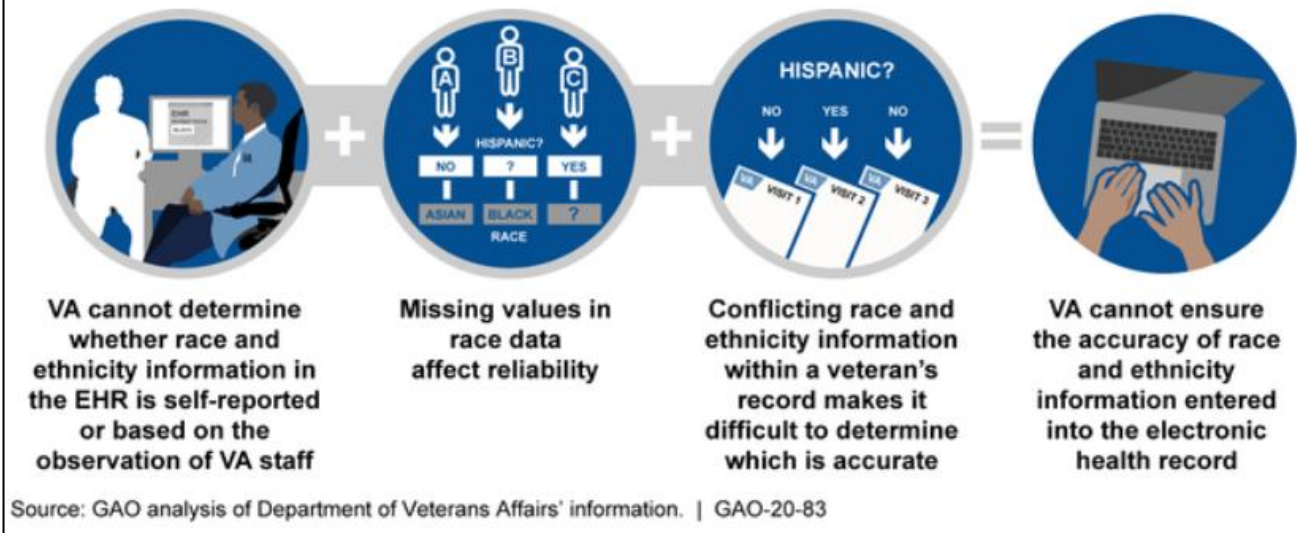 EHR
BLACK
A
B
C
HISPANIC?
NO
?
YES
ASIAN
BLACK
?
RACE
HISPANIC?
NO
YES
NO
VA VISIT 1
VA VISIT 2
VA VISIT 3
+
+
=
VA cannot determine
whether race and
ethnicity information in
the EHR is self-reported
or based on the
observation of VA staff
Missing values in
race data
affect reliability
Conflicting race and
ethnicity information
within a veteran's
record makes it
difficult to determine
which is accurate
VA cannot ensure
the accuracy of race
and ethnicity
information entered
into the electronic
health record
Source: GAO analysis of Department of Veterans Affairs' information. | GAO-20-83